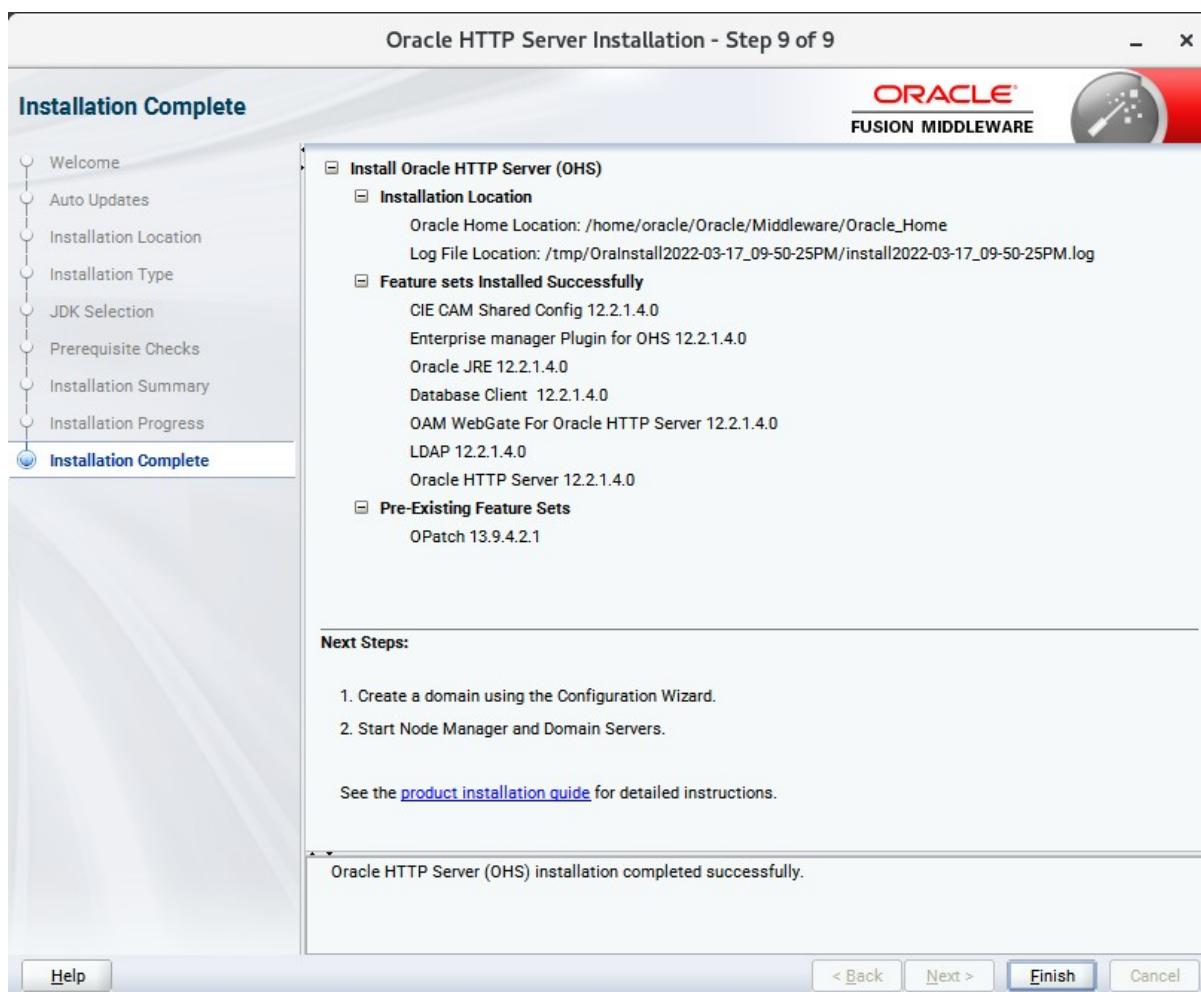 Oracle HTTP Server Installation - Step 9 of 9
Installation Complete
ORACLE
FUSION MIDDLEWARE
Welcome
Auto Updates
Installation Location
Installation Type
JDK Selection
Prerequisite Checks
Installation Summary
Installation Progress
Installation Complete
Install Oracle HTTP Server (OHS)
Installation Location
Oracle Home Location: /home/oracle/Oracle/Middleware/Oracle_Home
Log File Location: /tmp/OraInstall2022-03-17_09-50-25PM/install2022-03-17_09-50-25PM.log
Feature sets Installed Successfully
CIE CAM Shared Config 12.2.1.4.0
Enterprise manager Plugin for OHS 12.2.1.4.0
Oracle JRE 12.2.1.4.0
Database Client 12.2.1.4.0
OAM WebGate For Oracle HTTP Server 12.2.1.4.0
LDAP 12.2.1.4.0
Oracle HTTP Server 12.2.1.4.0
Pre-Existing Feature Sets
OPatch 13.9.4.2.1
Next Steps:
1. Create a domain using the Configuration Wizard.
2. Start Node Manager and Domain Servers.
See the product installation guide for detailed instructions.
Oracle HTTP Server (OHS) installation completed successfully.
Help
< Back
Next >
Finish
Cancel